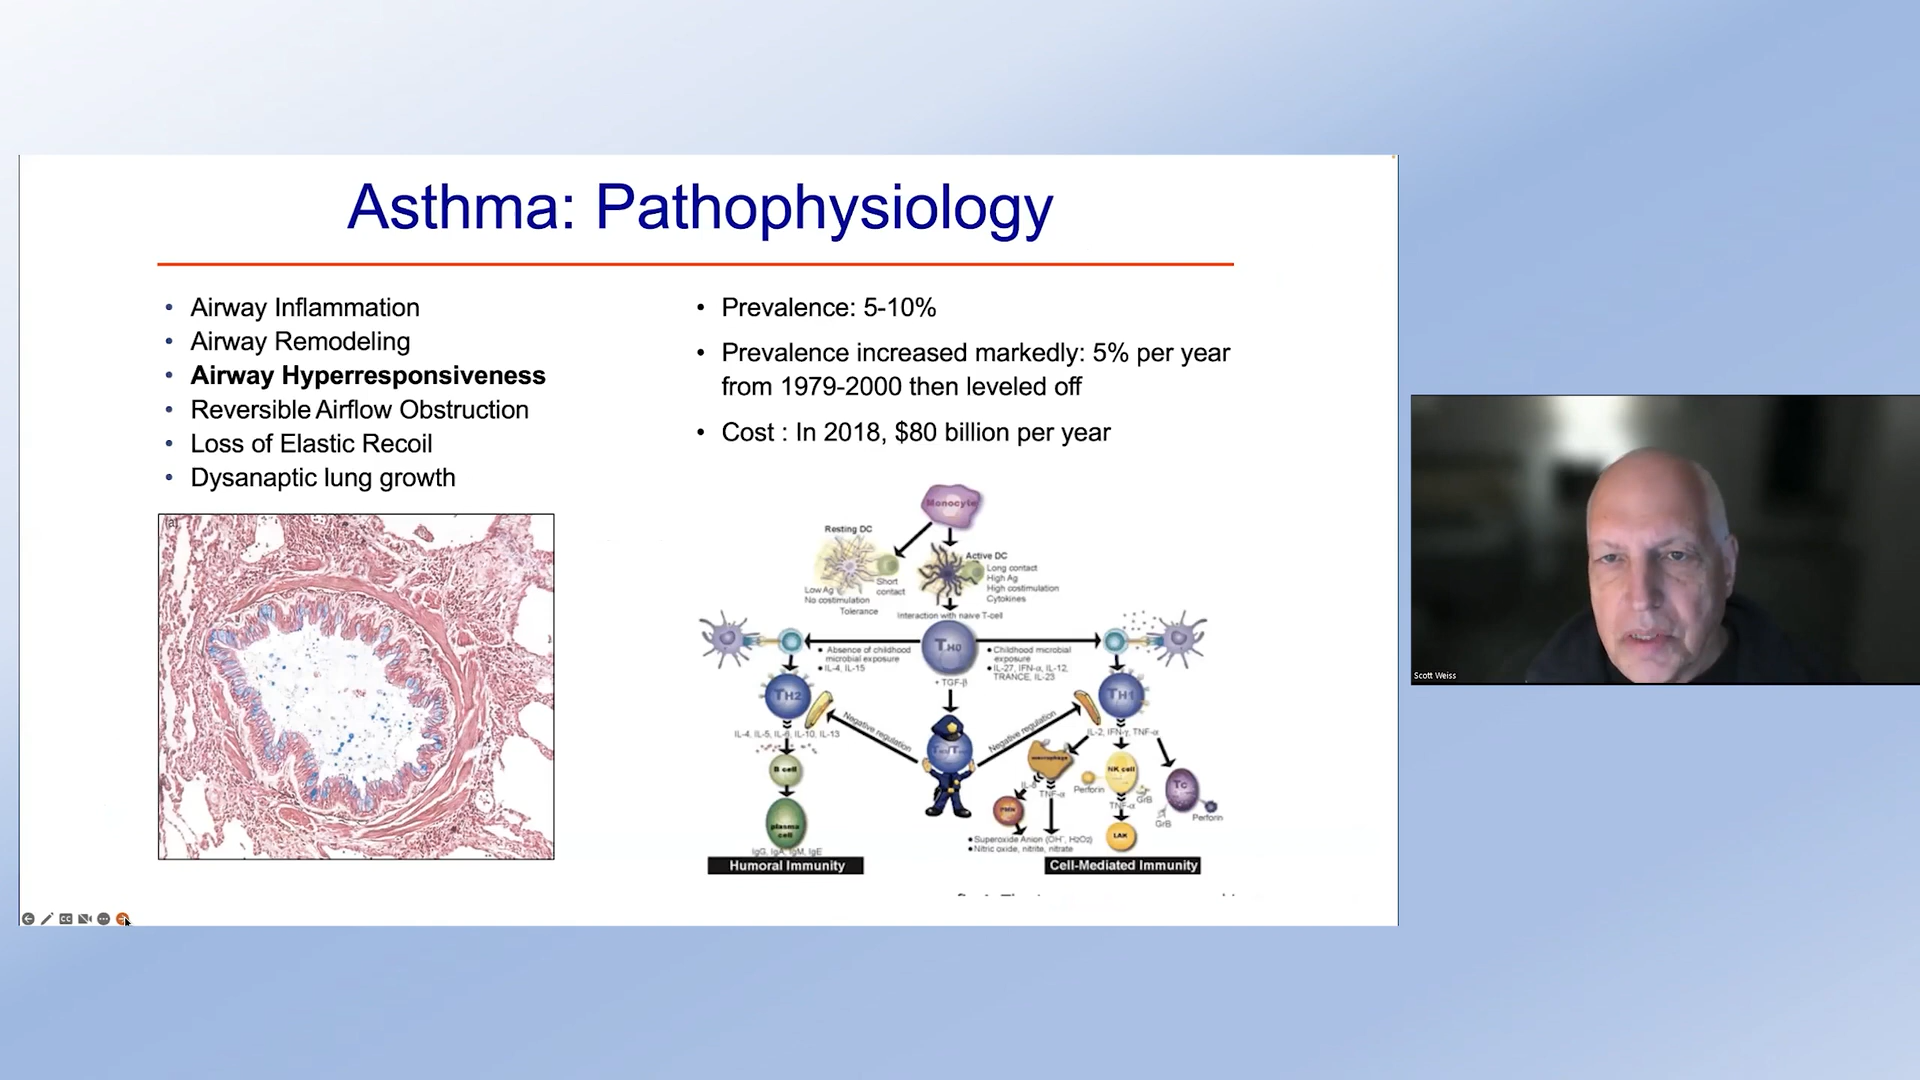 Asthma: Pathophysiology
• Airway Inflammation
• Airway Remodeling
• Airway Hyperresponsiveness
• Reversible Airflow Obstruction
• Loss of Elastic Recoil
• Dysanaptic lung growth
• Prevalence: 5-10%
• Prevalence increased markedly: 5% per year
from 1979-2000 then leveled off
• Cost : In 2018, $80 billion per year
(a)
Monocyte
Resting DC
Short
contact
Low Ag
No costimulation
Tolerance
Active DC
Long contact
High Ag
High costimulation
Cytokines
Interaction with naive T-cell
TH0
• Absence of childhood
microbial exposure
• IL-4, IL-15
• Childhood microbial
exposure
• IL-27, IFN-α, IL-12,
TRANCE, IL-23
+ TGF-β
TH2
TH1
Negative regulation
Negative regulation
IL-4, IL-5, IL-6, IL-10, IL-13
B cell
plasma
cell
IgG, IgA, IgM, IgE
Humoral Immunity
IL-2, IFN-γ, TNF-α
macrophage
TNF-α
PMN
• Superoxide Anion (OH-, H2O2)
• Nitric oxide, nitrite, nitrate
NK cell
Perforin
GrB
TNF-α
LAK
Tc
GrB
Perforin
Cell-Mediated Immunity
CC
Scott Weiss